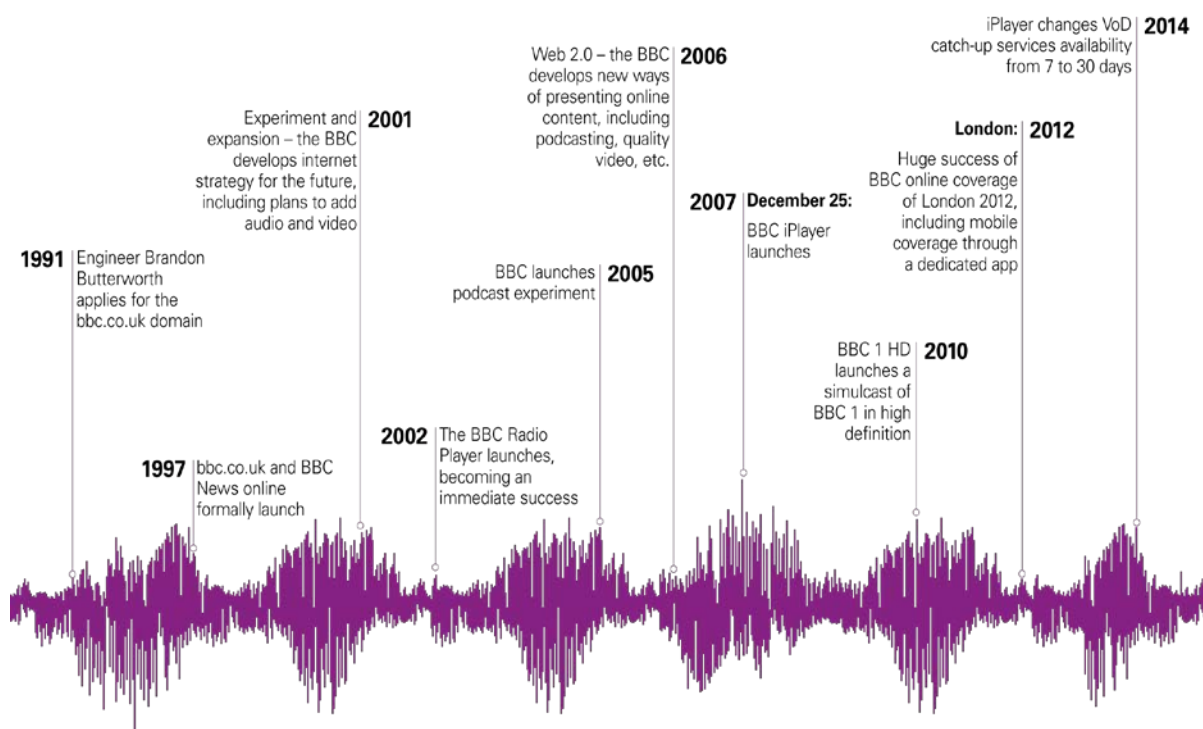 1991 Engineer Brandon
Butterworth
applies for the
bbc.co.uk domain
1997 bbc.co.uk and BBC
News online
formally launch
Experiment and 2001
expansion – the BBC
develops internet
strategy for the future,
including plans to add
audio and video
2002 The BBC Radio
Player launches,
becoming an
immediate success
BBC launches 2005
podcast experiment
Web 2.0 – the BBC 2006
develops new ways
of presenting online
content, including
podcasting, quality
video, etc.
2007 December 25:
BBC iPlayer
launches
BBC 1 HD 2010
launches a
simulcast of
BBC 1 in high
definition
London: 2012
Huge success of
BBC online coverage
of London 2012,
including mobile
coverage through
a dedicated app
iPlayer changes VoD 2014
catch-up services availability
from 7 to 30 days